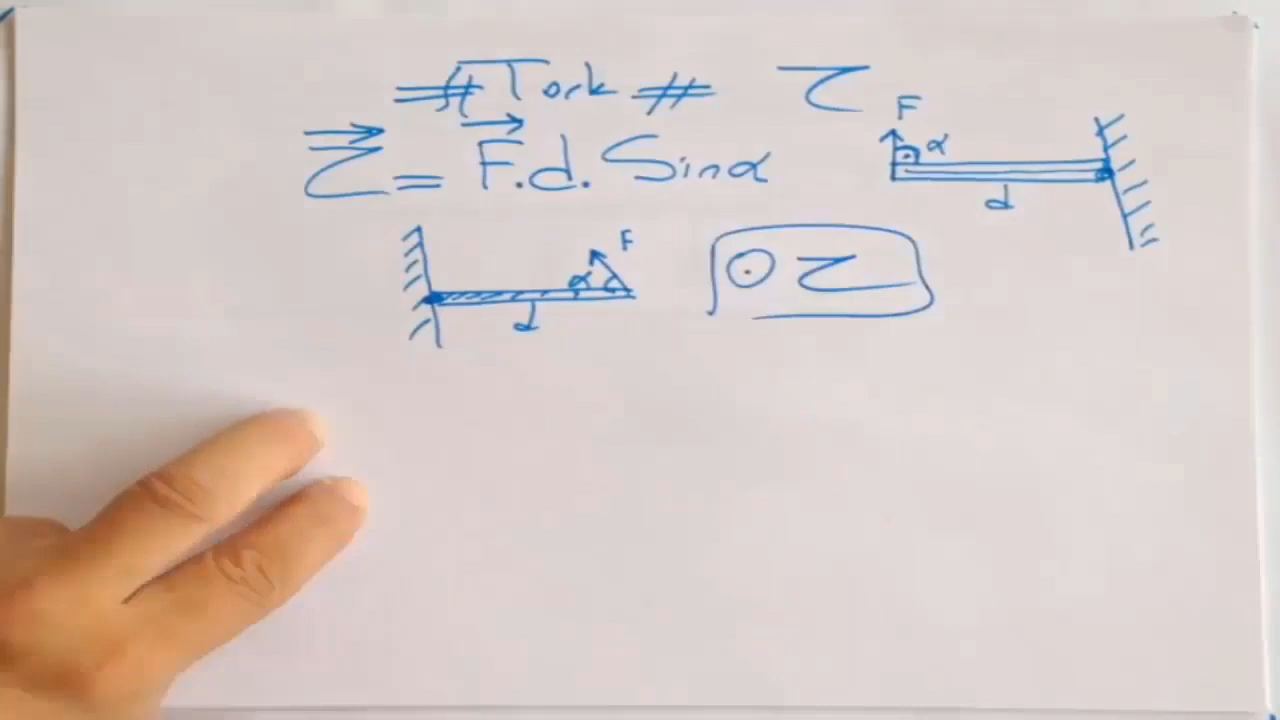 # Tork # τ
τ = F.d.Sinα
F
α
d
F
α
d
⊙ τ